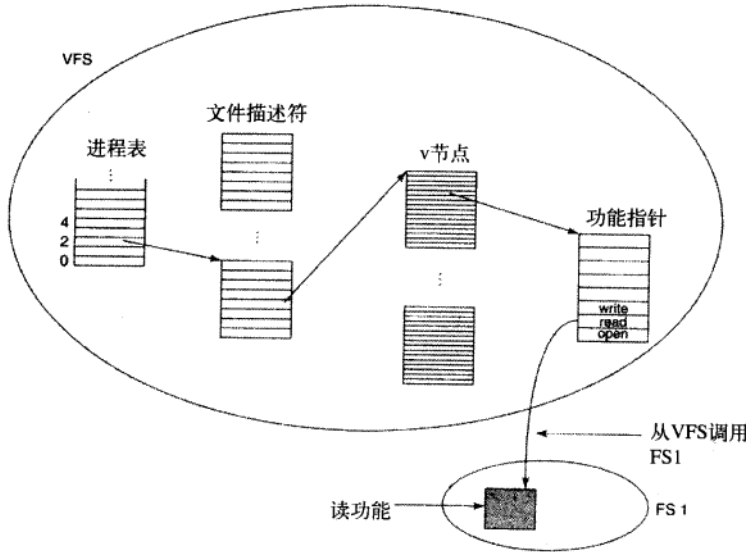 VFS
文件描述符
进程表
v节点
功能指针
⋮
4
2
0
⋮
⋮
write
read
open
从VFS调用
FS1
读功能
FS 1